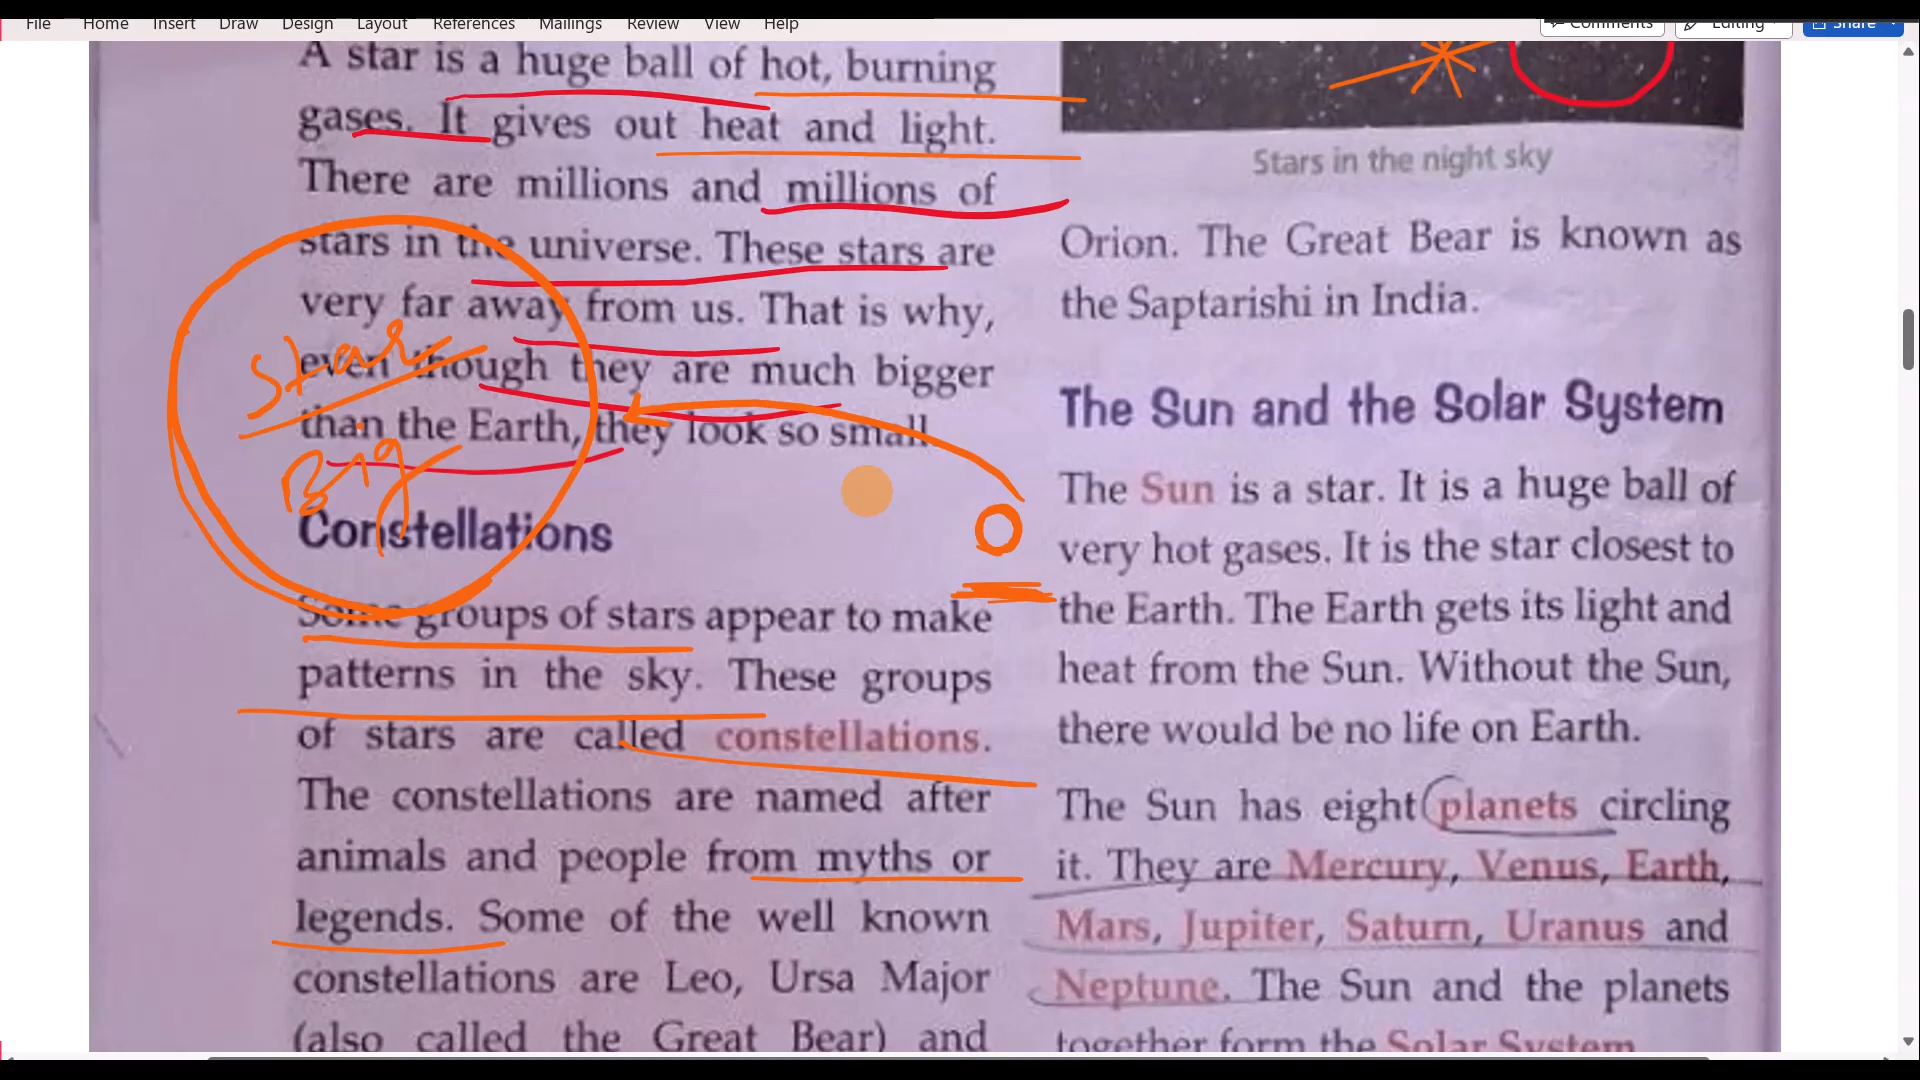 File Home Insert Draw Design Layout References Mailings Review View Help Comments Editing Share
A star is a huge ball of hot, burning
gases. It gives out heat and light.
There are millions and millions of
stars in the universe. These stars are
very far away from us. That is why,
even though they are much bigger
than the Earth, they look so small.
Star
Big
Constellations
Some groups of stars appear to make
patterns in the sky. These groups
of stars are called constellations.
The constellations are named after
animals and people from myths or
legends. Some of the well known
constellations are Leo, Ursa Major
(also called the Great Bear) and
Stars in the night sky
Orion. The Great Bear is known as
the Saptarishi in India.
The Sun and the Solar System
The Sun is a star. It is a huge ball of
very hot gases. It is the star closest to
the Earth. The Earth gets its light and
heat from the Sun. Without the Sun,
there would be no life on Earth.
The Sun has eight planets circling
it. They are Mercury, Venus, Earth,
Mars, Jupiter, Saturn, Uranus and
Neptune. The Sun and the planets
together form the Solar System.